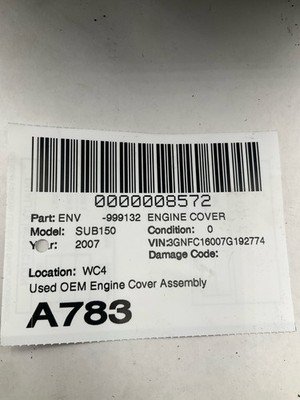 0000008572
Part: ENV -999132 ENGINE COVER
Model: SUB150 Condition: 0
2007 VIN:3GNFC16007G192774
Damage Code:
Location: WC4
Used OEM Engine Cover Assembly
A783